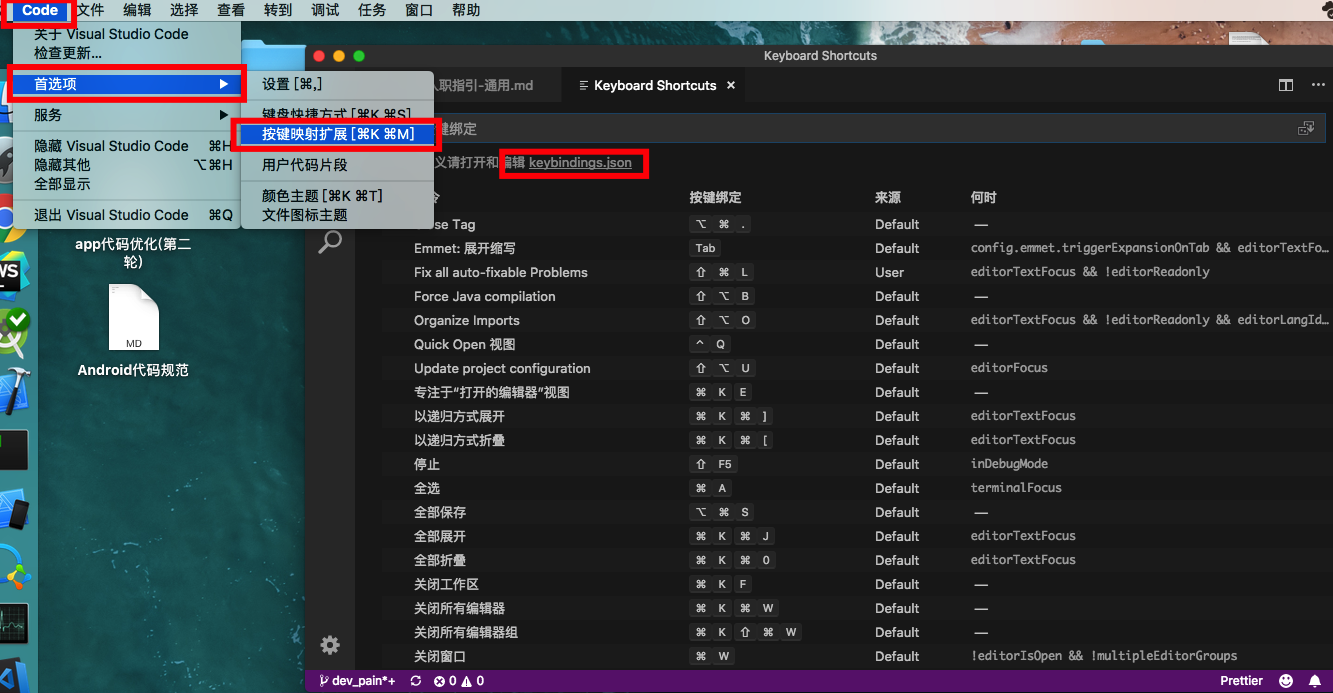 Code 文件 编辑 选择 查看 转到 调试 任务 窗口 帮助
关于 Visual Studio Code
检查更新...
首选项
服务
隐藏 Visual Studio Code ⌘H
隐藏其他 ⌥⌘H
全部显示
退出 Visual Studio Code ⌘Q
设置 [⌘,]
键盘快捷方式 [⌘K ⌘S]
按键映射扩展 [⌘K ⌘M]
用户代码片段
颜色主题 [⌘K ⌘T]
文件图标主题
app代码优化(第二
轮)
MD
Android代码规范
WS
Keyboard Shortcuts
职指引-通用.md
Keyboard Shortcuts ×
键绑定
义请打开和编辑 keybindings.json
令 按键绑定 来源 何时
se Tag ⌥ ⌘ . Default —
Emmet: 展开缩写 Tab Default config.emmet.triggerExpansionOnTab && editorTextFo...
Fix all auto-fixable Problems ⇧ ⌘ L User editorTextFocus && !editorReadonly
Force Java compilation ⇧ ⌥ B Default —
Organize Imports ⇧ ⌥ O Default editorTextFocus && !editorReadonly && editorLangId...
Quick Open 视图 ^ Q Default —
Update project configuration ⇧ ⌥ U Default editorFocus
专注于“打开的编辑器”视图 ⌘ K E Default —
以递归方式展开 ⌘ K ⌘ ] Default editorTextFocus
以递归方式折叠 ⌘ K ⌘ [ Default editorTextFocus
停止 ⇧ F5 Default inDebugMode
全选 ⌘ A Default terminalFocus
全部保存 ⌥ ⌘ S Default —
全部展开 ⌘ K ⌘ J Default editorTextFocus
全部折叠 ⌘ K ⌘ 0 Default editorTextFocus
关闭工作区 ⌘ K F Default —
关闭所有编辑器 ⌘ K ⌘ W Default —
关闭所有编辑器组 ⌘ K ⇧ ⌘ W Default —
关闭窗口 ⌘ W Default !editorIsOpen && !multipleEditorGroups
dev_pain*+ 0 0 Prettier